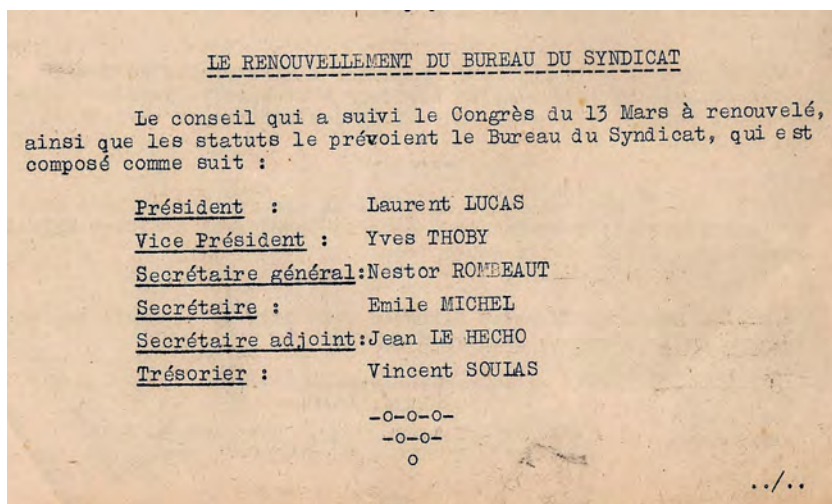 LE RENOUVELLEMENT DU BUREAU DU SYNDICAT
Le conseil qui a suivi le Congrès du 13 Mars à renouvelé,
ainsi que les statuts le prévoient le Bureau du Syndicat, qui est
composé comme suit :
Président : Laurent LUCAS
Vice Président : Yves THOBY
Secrétaire général: Nestor ROMBEAUT
Secrétaire : Emile MICHEL
Secrétaire adjoint: Jean LE HECHO
Trésorier : Vincent SOULAS
-o-o-o-
-o-o-
o
../..